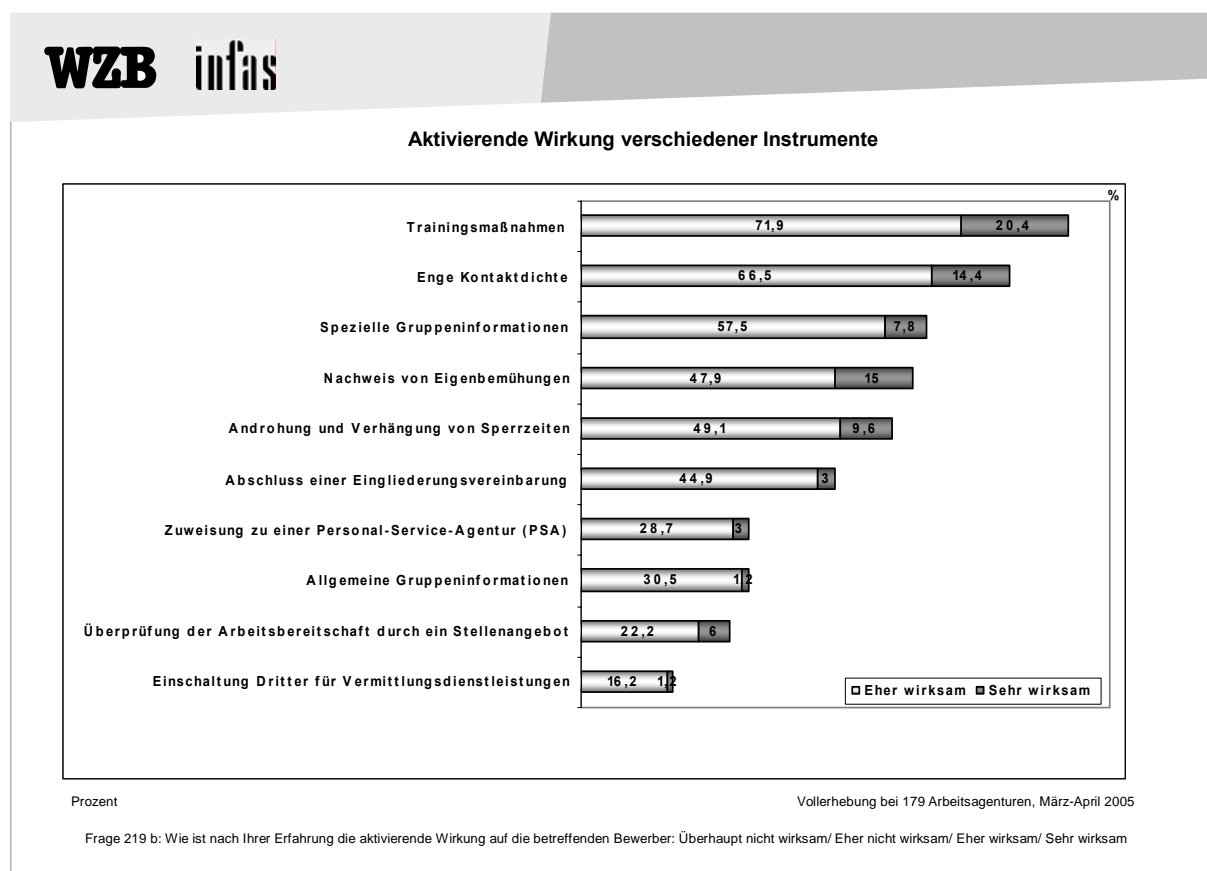 WZB infas
Aktivierende Wirkung verschiedener Instrumente
%
Trainingsmaßnahmen 71,9 20,4
Enge Kontaktdichte 66,5 14,4
Spezielle Gruppeninformationen 57,5 7,8
Nachweis von Eigenbemühungen 47,9 15
Androhung und Verhängung von Sperrzeiten 49,1 9,6
Abschluss einer Eingliederungsvereinbarung 44,9 3
Zuweisung zu einer Personal-Service-Agentur (PSA) 28,7 3
Allgemeine Gruppeninformationen 30,5 1,2
Überprüfung der Arbeitsbereitschaft durch ein Stellenangebot 22,2 6
Einschaltung Dritter für Vermittlungsdienstleistungen 16,2 1,2
Eher wirksam Sehr wirksam
Prozent Vollerhebung bei 179 Arbeitsagenturen, März-April 2005
Frage 219 b: Wie ist nach Ihrer Erfahrung die aktivierende Wirkung auf die betreffenden Bewerber: Überhaupt nicht wirksam/ Eher nicht wirksam/ Eher wirksam/ Sehr wirksam